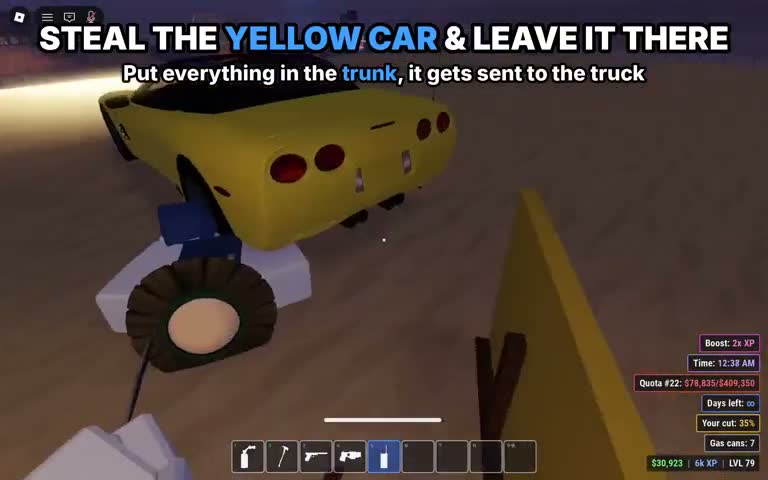 STEAL THE YELLOW CAR & LEAVE IT THERE
Put everything in the trunk, it gets sent to the truck
Boost: 2x XP
Time: 12:38 AM
Quota #22: $78,835/$409,350
Days left: ∞
Your cut: 35%
Gas cans: 7
$30,923 | 6k XP | LVL 79